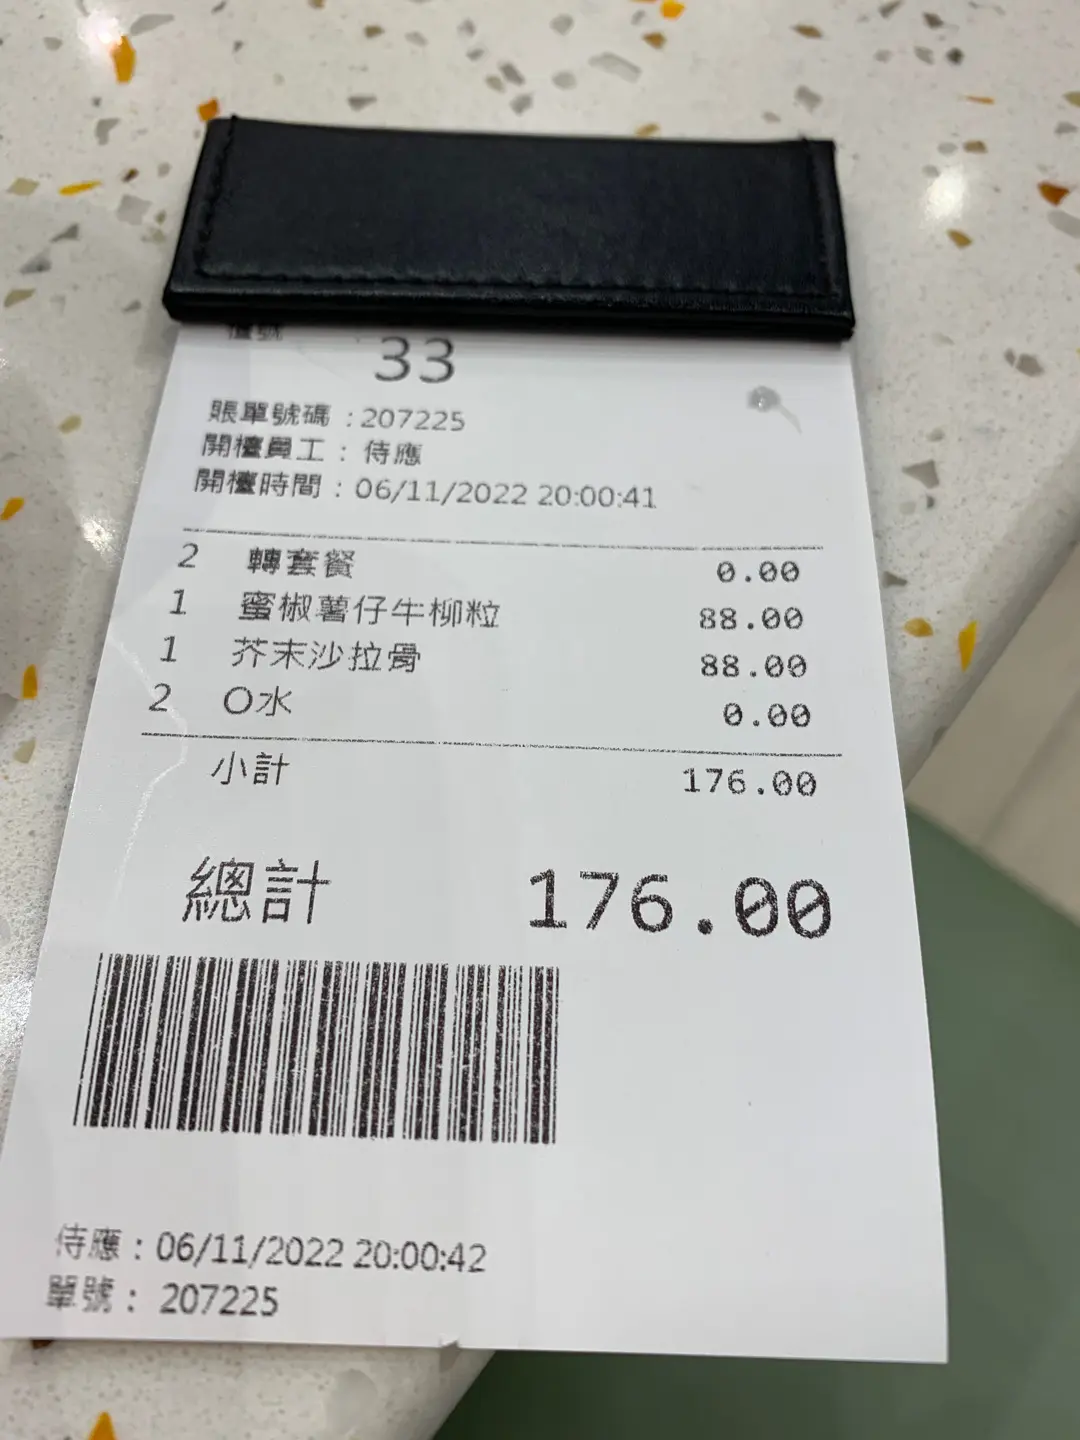 檯號 33
賬單號碼 :207225
開檯員工 : 侍應
開檯時間 : 06/11/2022 20:00:41
2 轉套餐 0.00
1 蜜椒薯仔牛柳粒 88.00
1 芥末沙拉骨 88.00
2 O水 0.00
小計 176.00
總計 176.00
侍應 : 06/11/2022 20:00:42
單號 : 207225